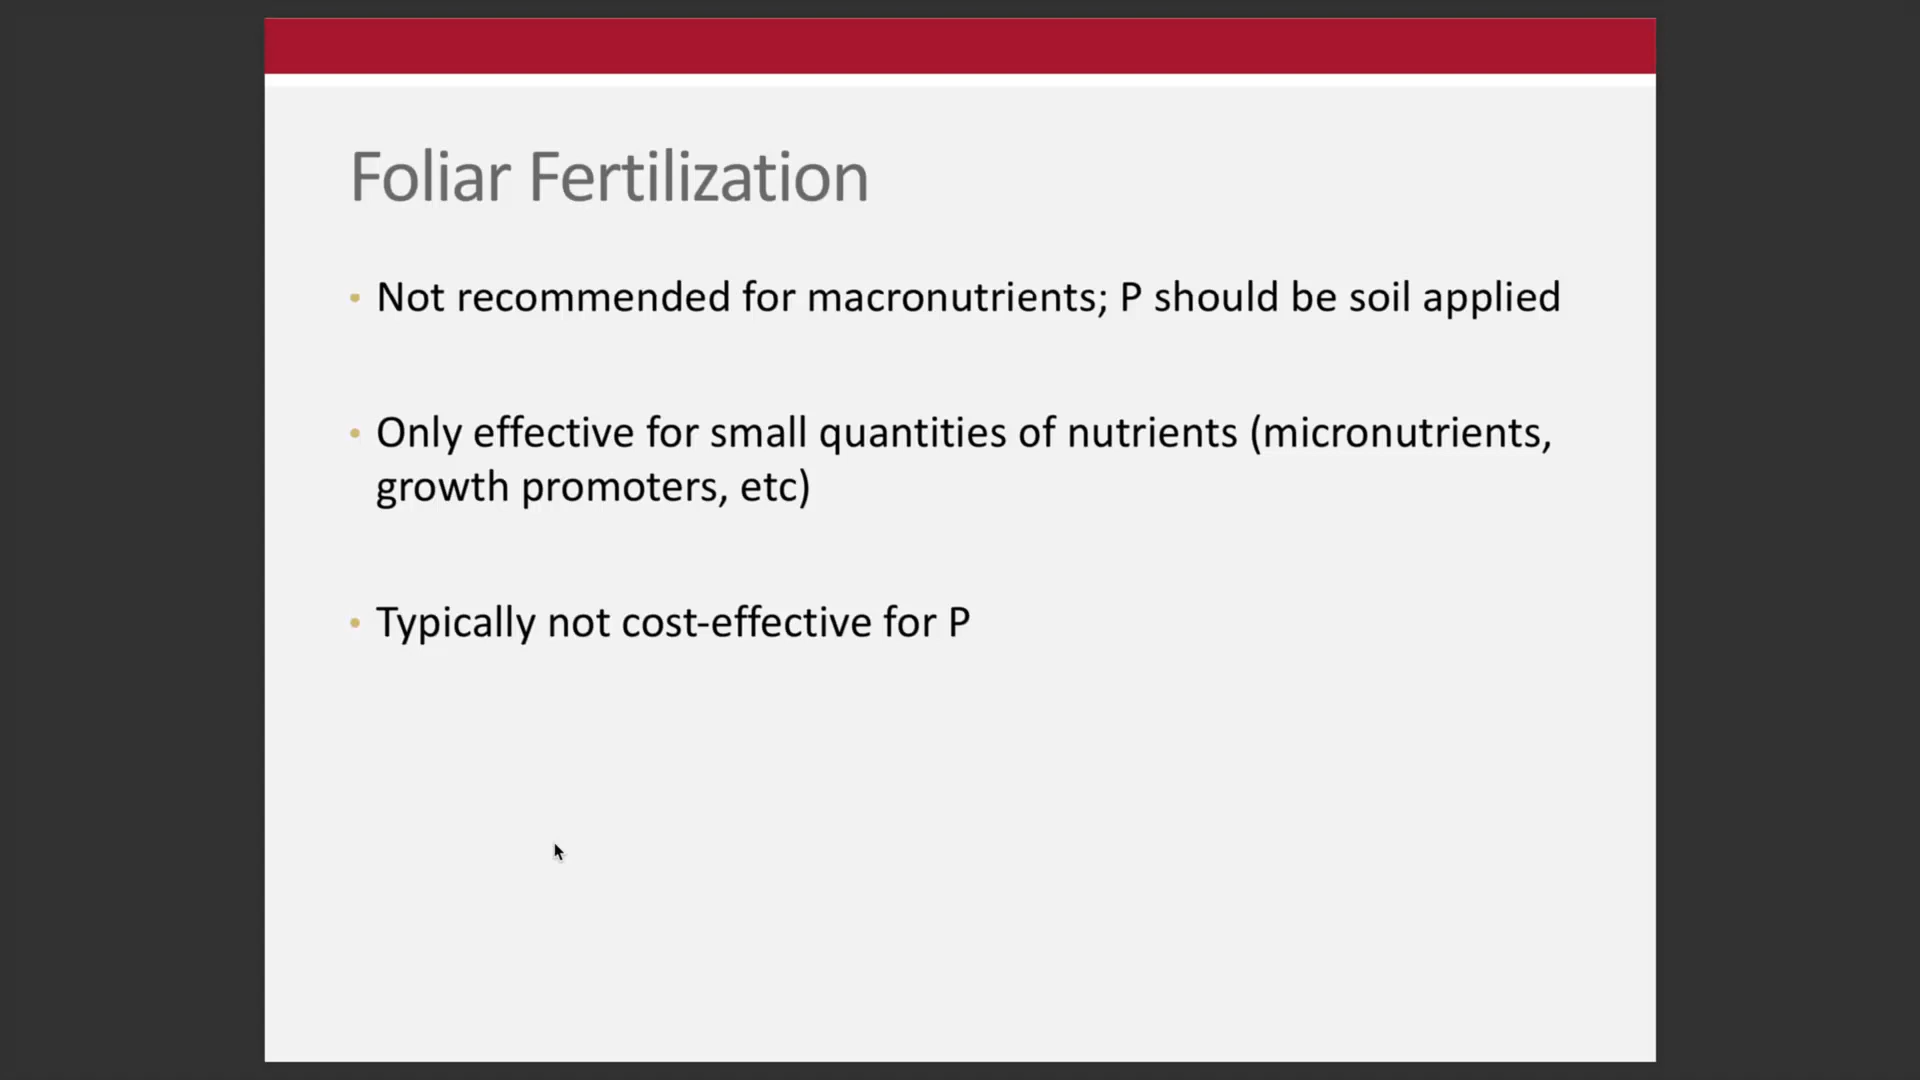 Foliar Fertilization
• Not recommended for macronutrients; P should be soil applied
• Only effective for small quantities of nutrients (micronutrients,
growth promoters, etc)
• Typically not cost-effective for P